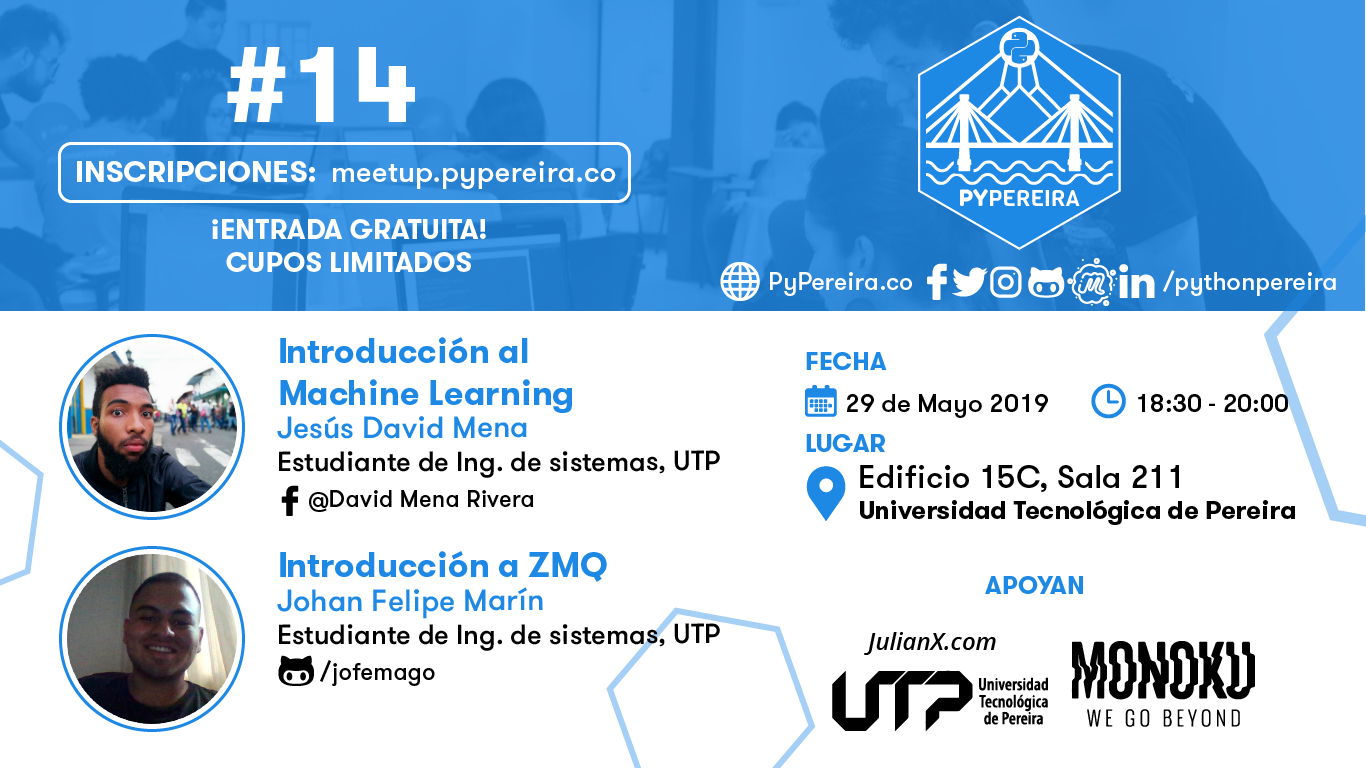 #14
INSCRIPCIONES: meetup.pypereira.co
¡ENTRADA GRATUITA!
CUPOS LIMITADOS
PYPEREIRA
PyPereira.co
/pythonpereira
Introducción al
Machine Learning
Jesús David Mena
Estudiante de Ing. de sistemas, UTP
@David Mena Rivera
Introducción a ZMQ
Johan Felipe Marín
Estudiante de Ing. de sistemas, UTP
/jofemago
FECHA
29 de Mayo 2019
18:30 - 20:00
LUGAR
Edificio 15C, Sala 211
Universidad Tecnológica de Pereira
APOYAN
JulianX.com
UTP
Universidad
Tecnológica
de Pereira
MONOKU
WE GO BEYOND